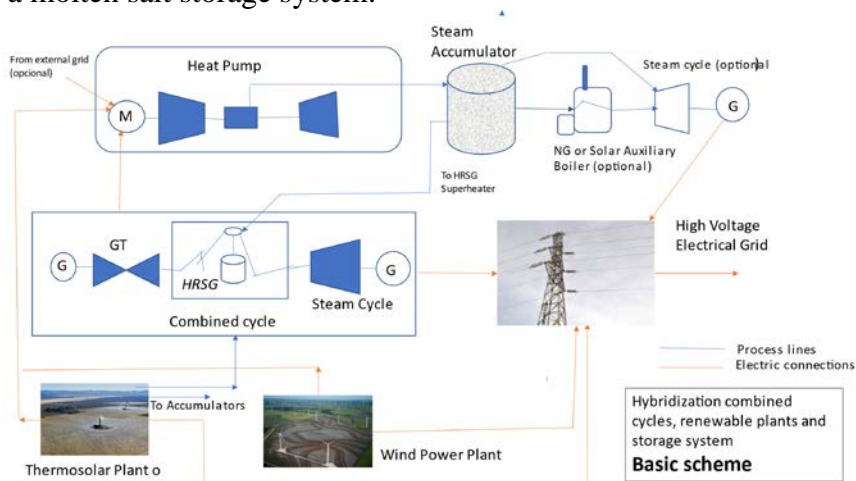 a molten salt storage system.
Steam
Accumulator
From external grid
(opcional)
Heat Pump
Steam cycle (optional
M
G
NG or Solar Auxiliary
Boiler (optional)
To HRSG
Superheater
High Voltage
Electrical Grid
GT
G
G
HRSG
Steam Cycle
Combined cycle
Process lines
Electric connections
To Accumulators
Hybridization combined
cycles, renewable plants and
storage system
Basic scheme
Wind Power Plant
Thermosolar Plant o